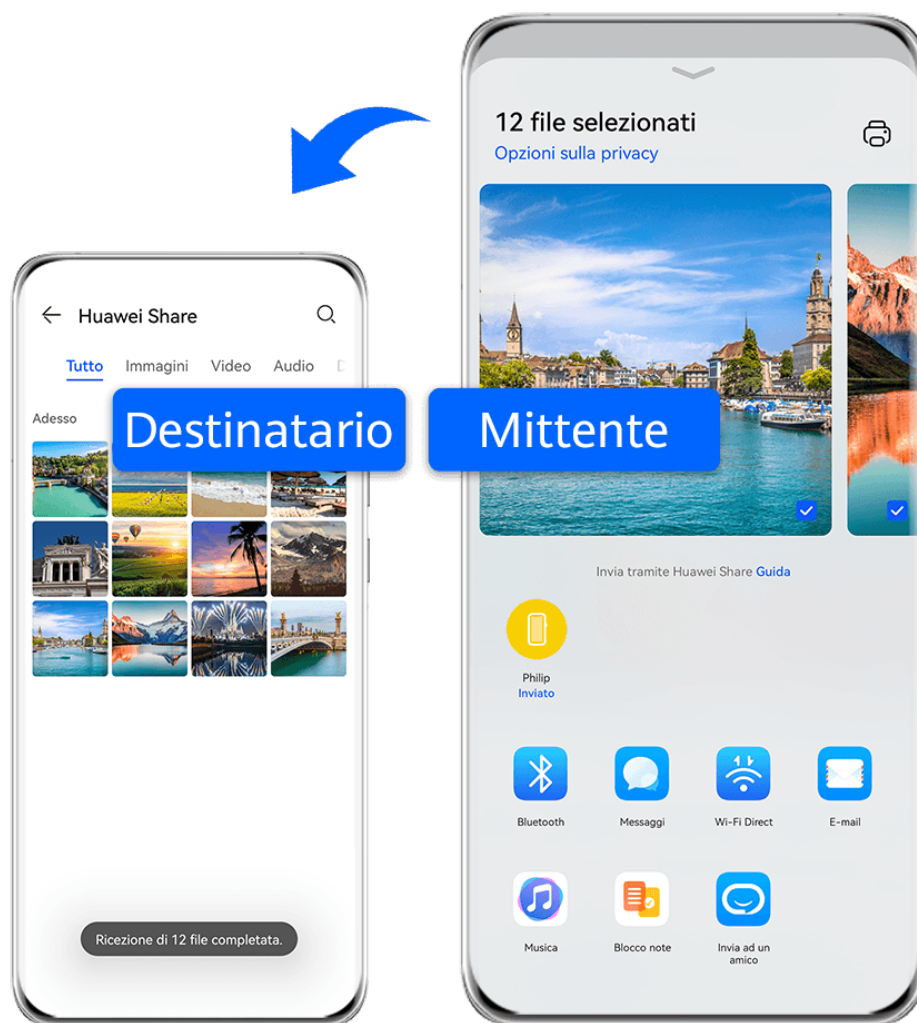 12 file selezionati
Opzioni sulla privacy
Huawei Share
Tutto Immagini Video Audio
Adesso
Destinatario
Mittente
Invia tramite Huawei Share Guida
Philip
Inviato
Bluetooth Messaggi Wi-Fi Direct E-mail
Musica Blocco note Invia ad un
amico
Ricezione di 12 file completata.